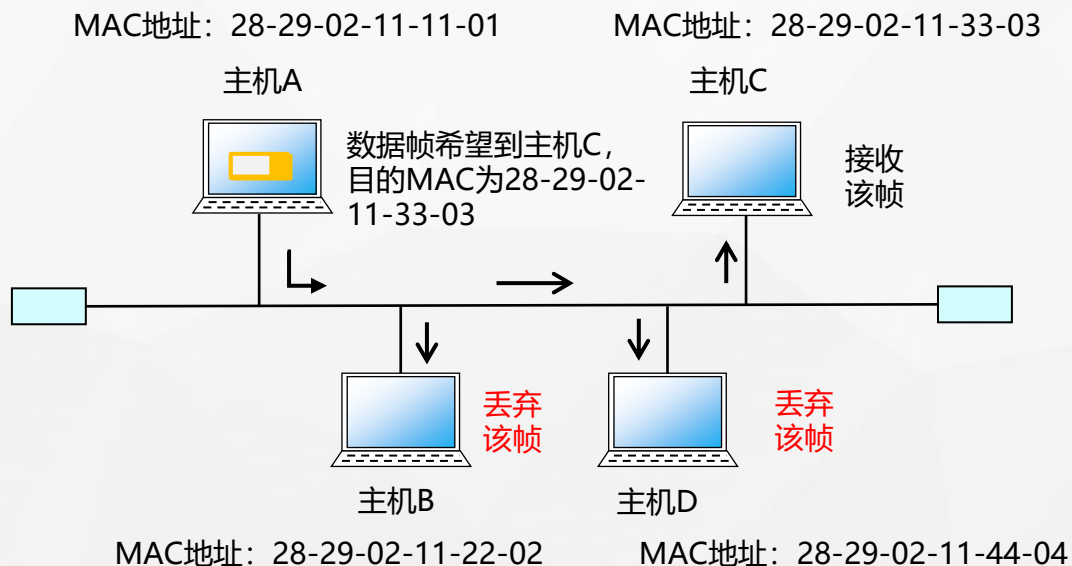 MAC地址：28-29-02-11-11-01
MAC地址：28-29-02-11-33-03
主机A
主机C
数据帧希望到主机C，
目的MAC为28-29-02-
11-33-03
接收
该帧
丢弃
该帧
丢弃
该帧
主机B
主机D
MAC地址：28-29-02-11-22-02
MAC地址：28-29-02-11-44-04